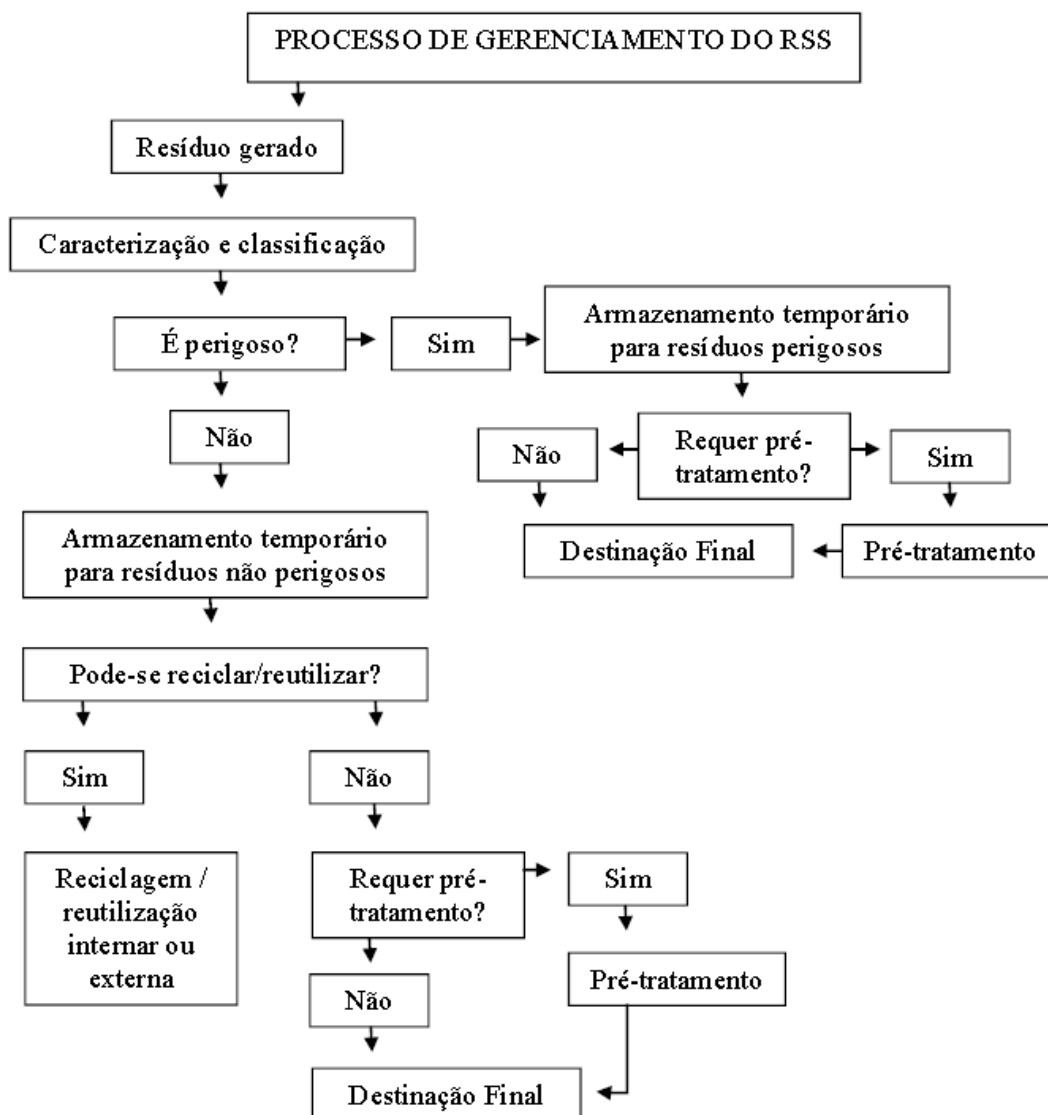 PROCESSO DE GERENCIAMENTO DO RSS
Resíduo gerado
Caracterização e classificação
É perigoso?
Sim
Armazenamento temporário
para resíduos perigosos
Não
Não
Requer pré-
tratamento?
Sim
Armazenamento temporário
para resíduos não perigosos
Destinação Final
Pré-tratamento
Pode-se reciclar/reutilizar?
Sim
Não
Reciclagem /
reutilização
internar ou
externa
Requer pré-
tratamento?
Sim
Não
Pré-tratamento
Destinação Final